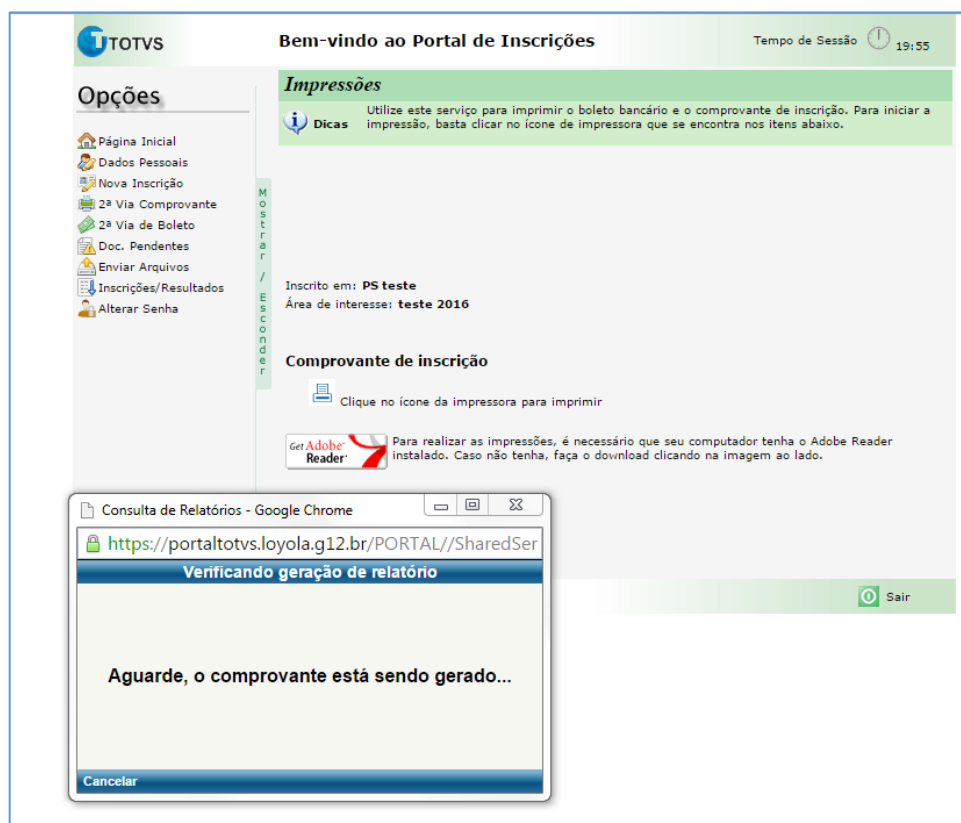 TOTVS
Bem-vindo ao Portal de Inscrições
Tempo de Sessão 19:55
Opções
Página Inicial
Dados Pessoais
Nova Inscrição
2ª Via Comprovante
2ª Via de Boleto
Doc. Pendentes
Enviar Arquivos
Inscrições/Resultados
Alterar Senha
Mostrar / Esconder
Impressões
Dicas
Utilize este serviço para imprimir o boleto bancário e o comprovante de inscrição. Para iniciar a
impressão, basta clicar no ícone de impressora que se encontra nos itens abaixo.
Inscrito em: PS teste
Área de interesse: teste 2016
Comprovante de inscrição
Clique no ícone da impressora para imprimir
Get Adobe
Reader
Para realizar as impressões, é necessário que seu computador tenha o Adobe Reader
instalado. Caso não tenha, faça o download clicando na imagem ao lado.
Sair
Consulta de Relatórios - Google Chrome
https://portaltotvs.loyola.g12.br/PORTAL//SharedSer
Verificando geração de relatório
Aguarde, o comprovante está sendo gerado...
Cancelar